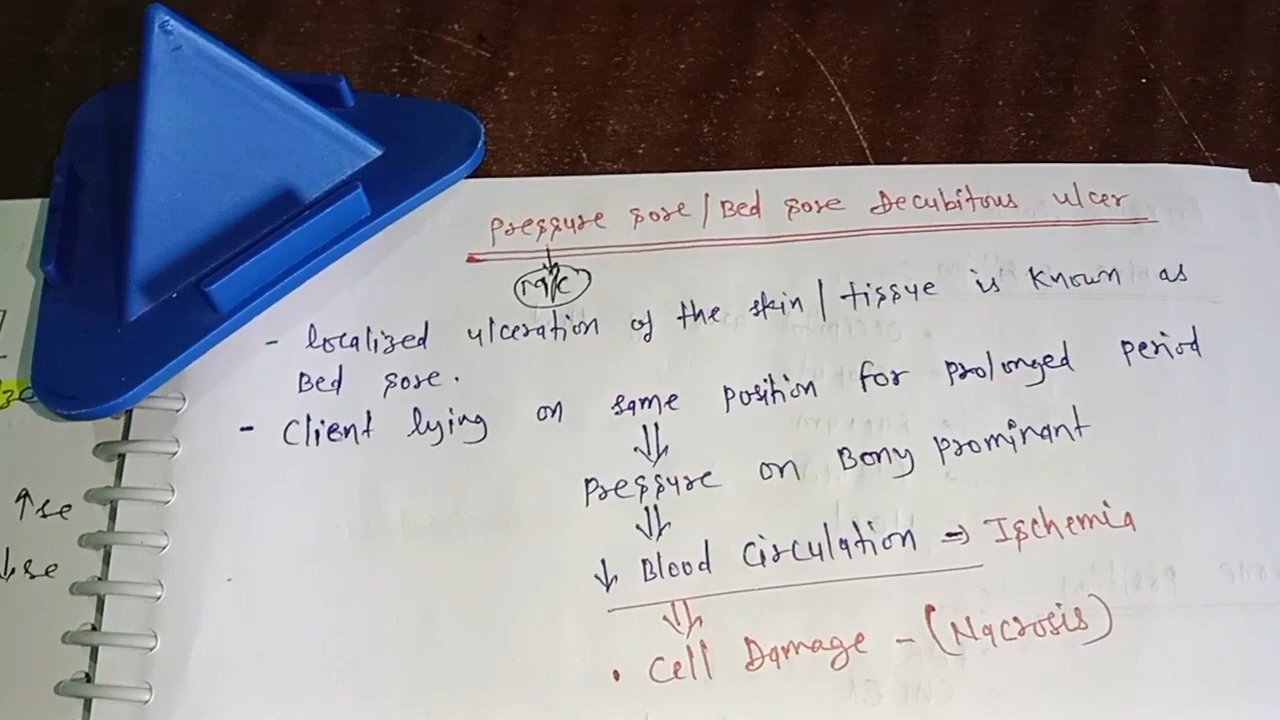 Pressure sore / Bed sore Decubitous ulcer
↓
m/c
- localized ulceration of the skin / tissue is known as
Bed sore.
- Client lying on same position for prolonged period
⇓
Pressure on Bony prominant
⇓
↓ Blood Circulation ⇒ Ischemia
⇓
• Cell Damage - (Nacrosis)
↑se
↓se